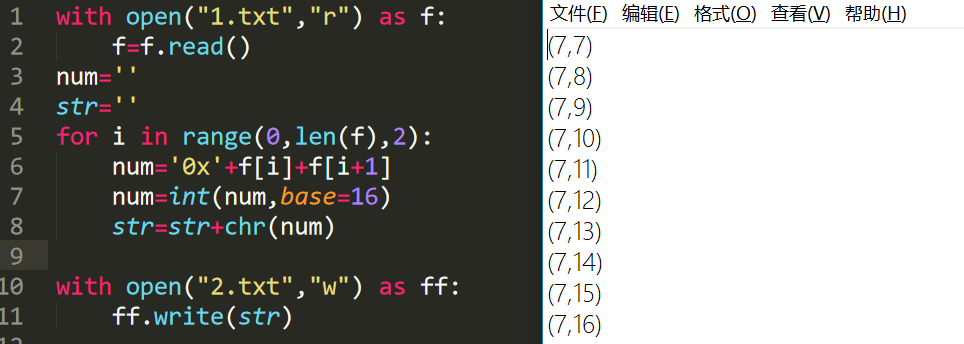 1 with open("1.txt","r") as f:
2     f=f.read()
3 num=''
4 str=''
5 for i in range(0,len(f),2):
6     num='0x'+f[i]+f[i+1]
7     num=int(num,base=16)
8     str=str+chr(num)
9
10 with open("2.txt","w") as ff:
11     ff.write(str)
12
文件(F) 编辑(E) 格式(O) 查看(V) 帮助(H)
(7,7)
(7,8)
(7,9)
(7,10)
(7,11)
(7,12)
(7,13)
(7,14)
(7,15)
(7,16)